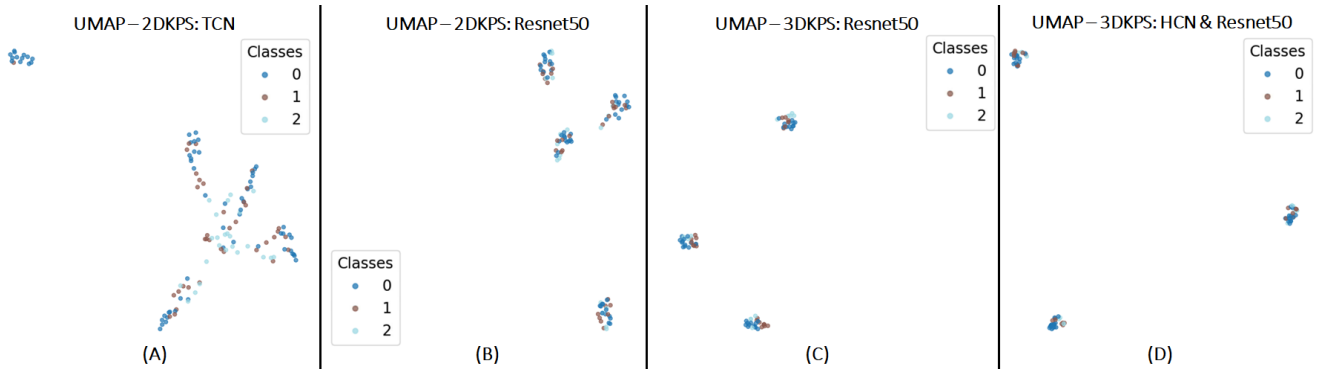 UMAP – 2DKPS: TCN
Classes
0
1
2
(A)
UMAP – 2DKPS: Resnet50
Classes
0
1
2
(B)
UMAP – 3DKPS: Resnet50
Classes
0
1
2
(C)
UMAP – 3DKPS: HCN & Resnet50
Classes
0
1
2
(D)